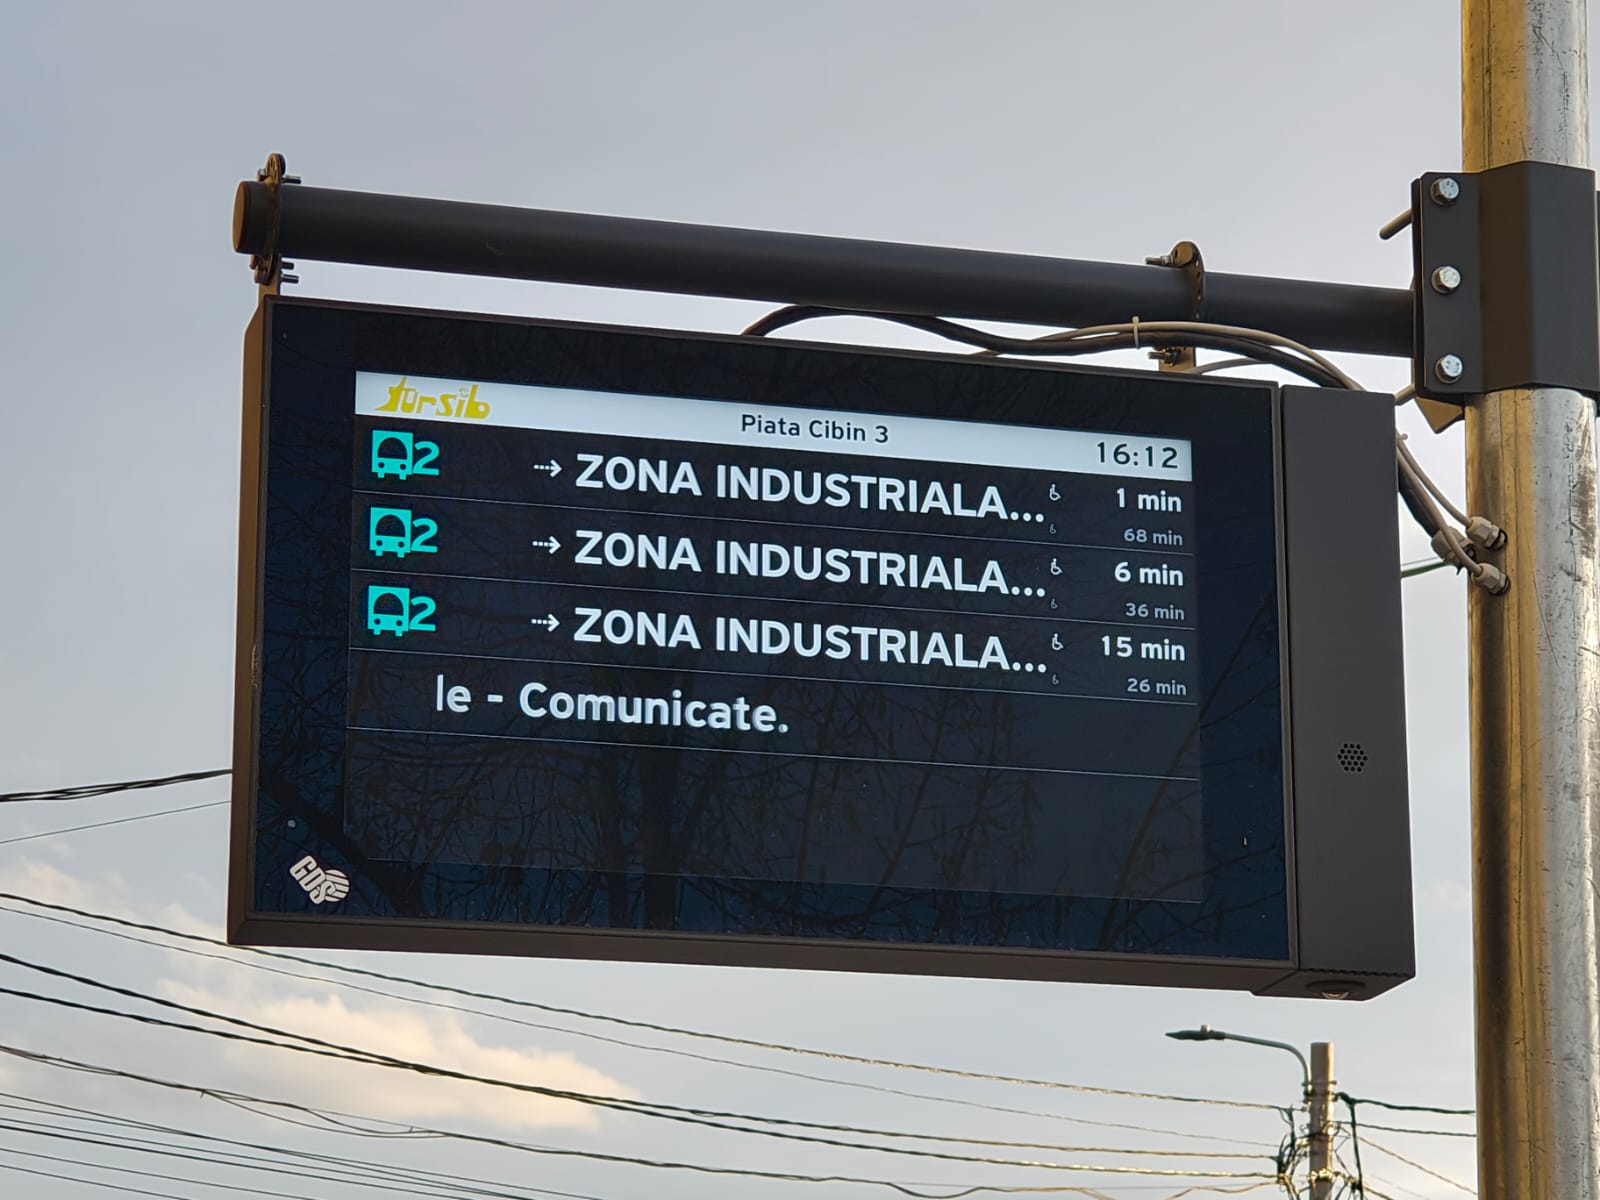 tursib
Piata Cibin 3
16:12
2 ⇢ ZONA INDUSTRIALA... 1 min
68 min
2 ⇢ ZONA INDUSTRIALA... 6 min
36 min
2 ⇢ ZONA INDUSTRIALA... 15 min
26 min
le - Comunicate.
CDS